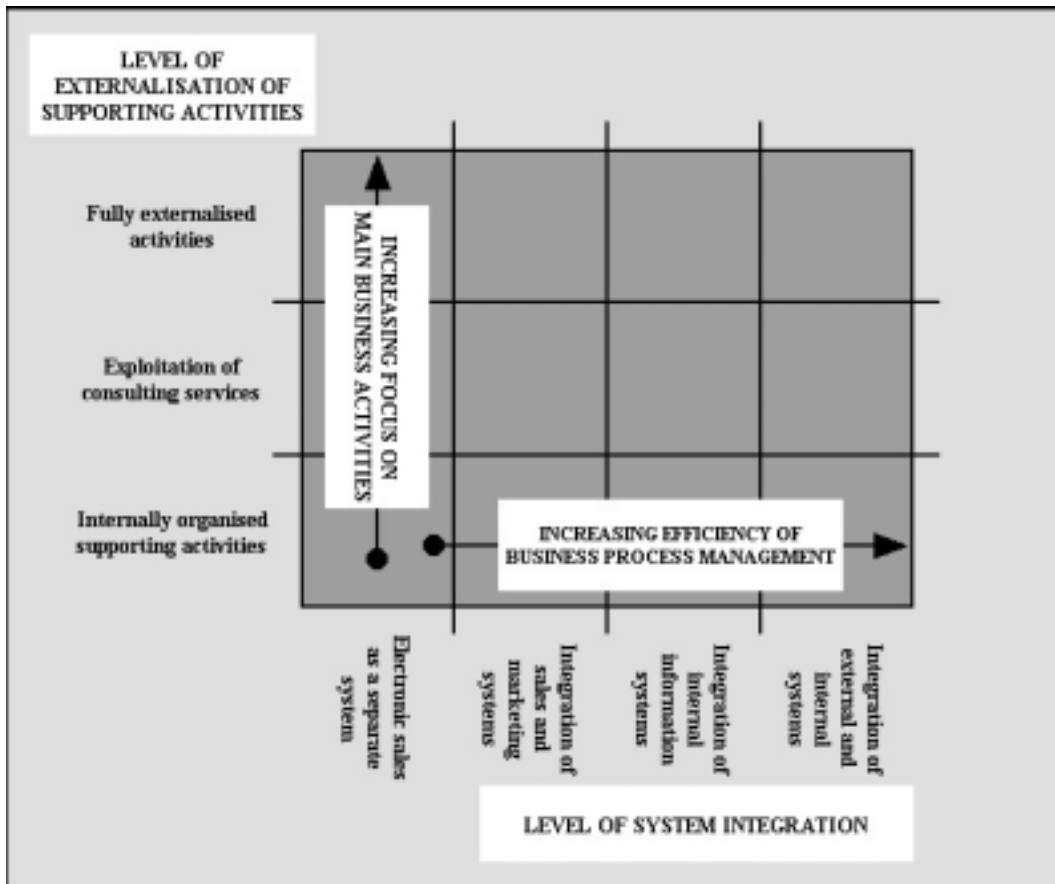 LEVEL OF
EXTERNALISATION OF
SUPPORTING ACTIVITIES
Fully externalised
activities
Exploitation of
consulting services
Internally organised
supporting activities
INCREASING FOCUS ON
MAIN BUSINESS ACTIVITIES
INCREASING EFFICIENCY OF
BUSINESS PROCESS MANAGEMENT
Electronic sales
as a separate
system
Integration of
sales and
marketing
systems
Integration of
internal
information
systems
Integration of
external and
internal
systems
LEVEL OF SYSTEM INTEGRATION